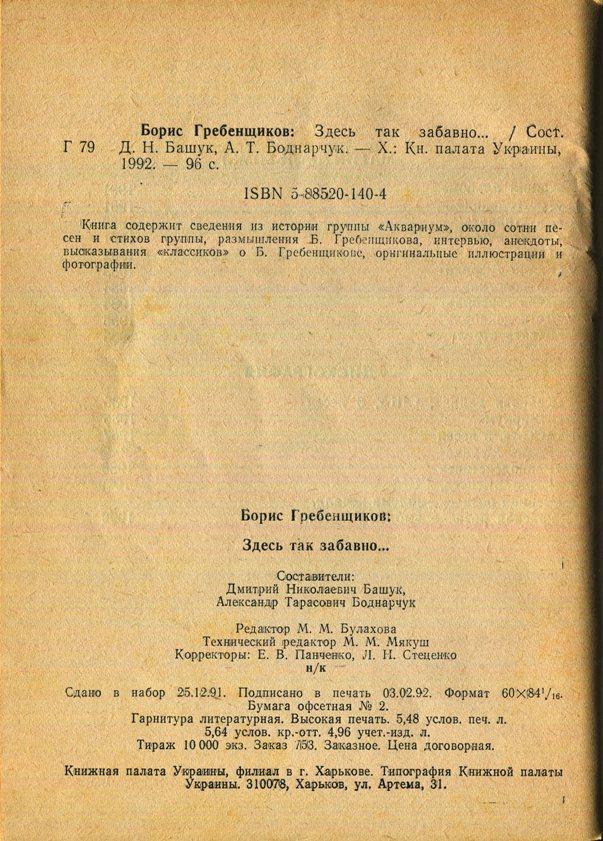 Борис Гребенщиков: Здесь так забавно... / Сост.
Г 79 Д. Н. Башук, А. Т. Боднарчук. — Х.: Кн. палата Украины,
1992. — 96 с.
ISBN 5-88520-140-4
Книга содержит сведения из истории группы «Аквариум», около сотни пе-
сен и стихов группы, размышления Б. Гребенщикова, интервью, анекдоты,
высказывания «классиков» о Б. Гребенщикове, оригинальные иллюстрации и
фотографии.
Борис Гребенщиков:
Здесь так забавно...
Составители:
Дмитрий Николаевич Башук,
Александр Тарасович Боднарчук
Редактор М. М. Булахова
Технический редактор М. М. Мякуш
Корректоры: Е. В. Панченко, Л. Н. Стеценко
н/к
Сдано в набор 25.12.91. Подписано в печать 03.02.92. Формат 60×84¹/₁₆.
Бумага офсетная № 2.
Гарнитура литературная. Высокая печать. 5,48 услов. печ. л.
5,64 услов. кр.-отт. 4,96 учет.-изд. л.
Тираж 10 000 экз. Заказ 753. Заказное. Цена договорная.
Книжная палата Украины, филиал в г. Харькове. Типография Книжной палаты
Украины. 310078, Харьков, ул. Артема, 31.